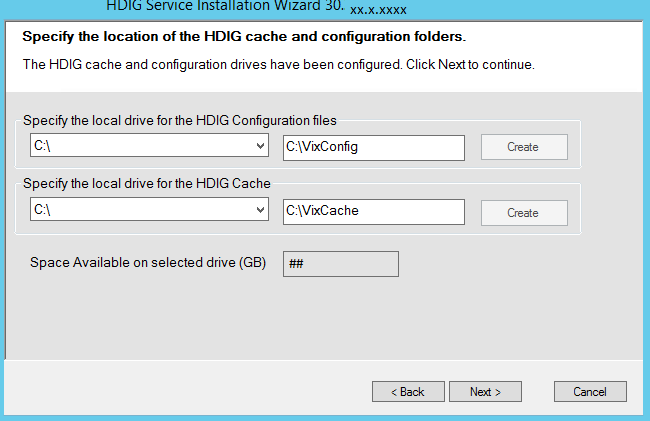 HDIG Service Installation Wizard 30. xx.x.xxxx
Specify the location of the HDIG cache and configuration folders.
The HDIG cache and configuration drives have been configured. Click Next to continue.
Specify the local drive for the HDIG Configuration files
C:\ C:\VixConfig Create
Specify the local drive for the HDIG Cache
C:\ C:\VixCache Create
Space Available on selected drive (GB) ##
< Back Next > Cancel